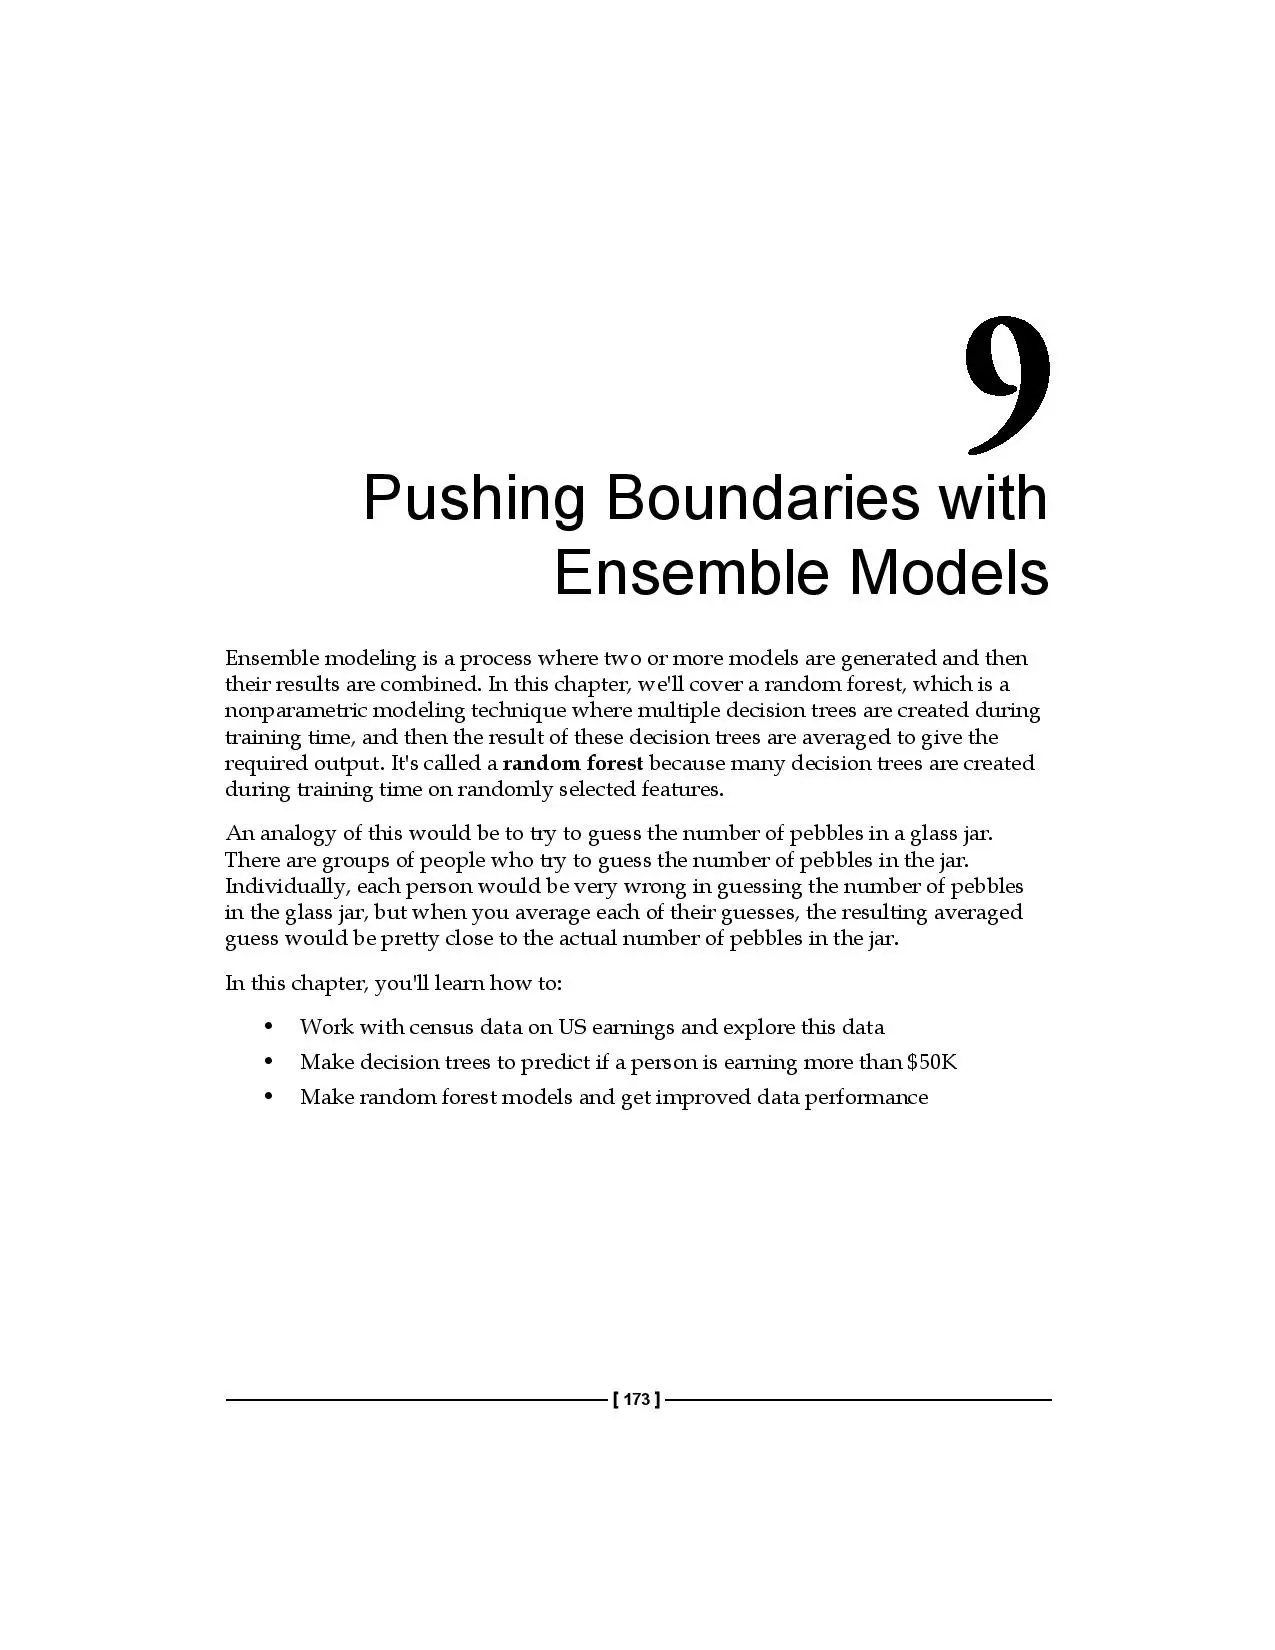 9
Pushing Boundaries with
Ensemble Models
Ensemble modeling is a process where two or more models are generated and then
their results are combined. In this chapter, we'll cover a random forest, which is a
nonparametric modeling technique where multiple decision trees are created during
training time, and then the result of these decision trees are averaged to give the
required output. It's called a random forest because many decision trees are created
during training time on randomly selected features.
An analogy of this would be to try to guess the number of pebbles in a glass jar.
There are groups of people who try to guess the number of pebbles in the jar.
Individually, each person would be very wrong in guessing the number of pebbles
in the glass jar, but when you average each of their guesses, the resulting averaged
guess would be pretty close to the actual number of pebbles in the jar.
In this chapter, you'll learn how to:
• Work with census data on US earnings and explore this data
• Make decision trees to predict if a person is earning more than $50K
• Make random forest models and get improved data performance
[ 173 ]